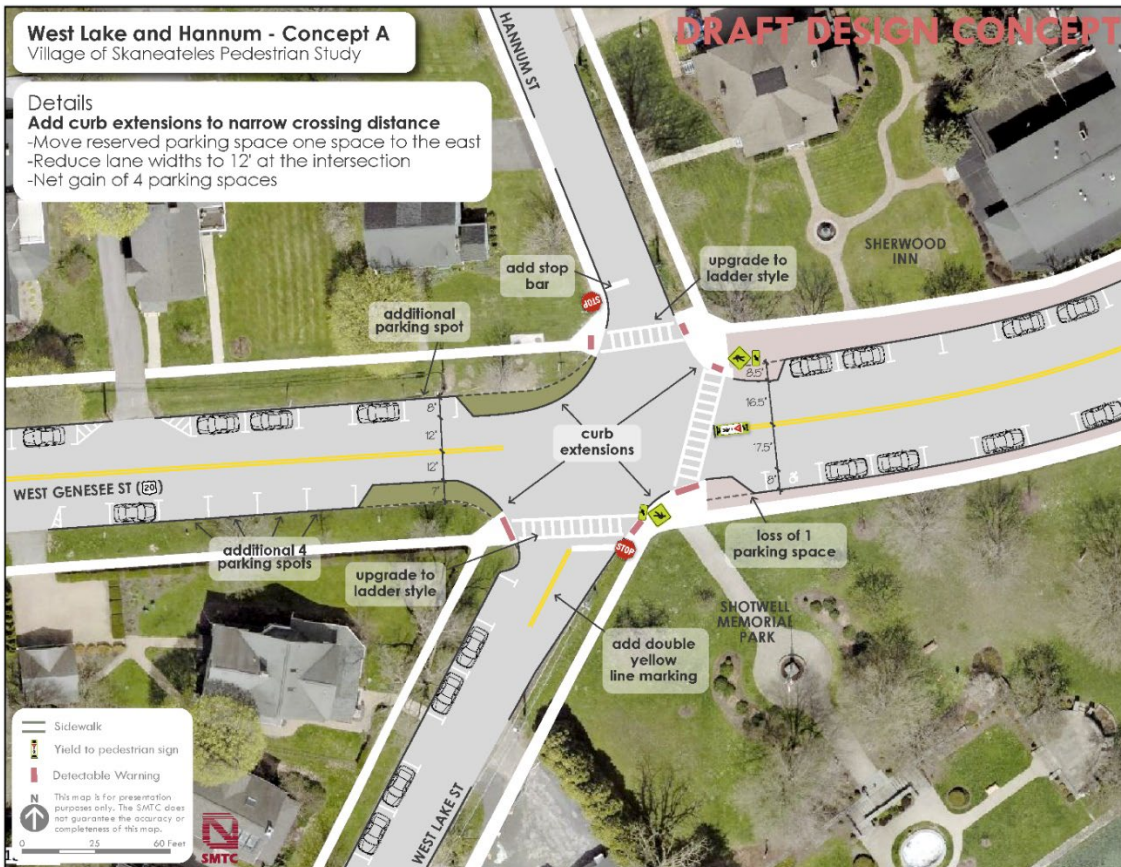 West Lake and Hannum - Concept A
Village of Skaneateles Pedestrian Study
DRAFT DESIGN CONCEPT
Details
Add curb extensions to narrow crossing distance
-Move reserved parking space one space to the east
-Reduce lane widths to 12' at the intersection
-Net gain of 4 parking spaces
HANNUM ST
SHERWOOD
INN
upgrade to
ladder style
add stop
bar
STOP
additional
parking spot
8.5'
16.5'
17.5'
8'
8'
12'
12'
7'
curb
extensions
WEST GENESEE ST (20)
loss of 1
parking space
additional 4
parking spots
upgrade to
ladder style
STOP
SHOTWELL
MEMORIAL
PARK
add double
yellow
line marking
WEST LAKE ST
Sidewalk
Yield to pedestrian sign
Detectable Warning
N
This map is for presentation
purposes only. The SMTC does
not guarantee the accuracy or
completeness of this map.
0 25 60 Feet
SMTC